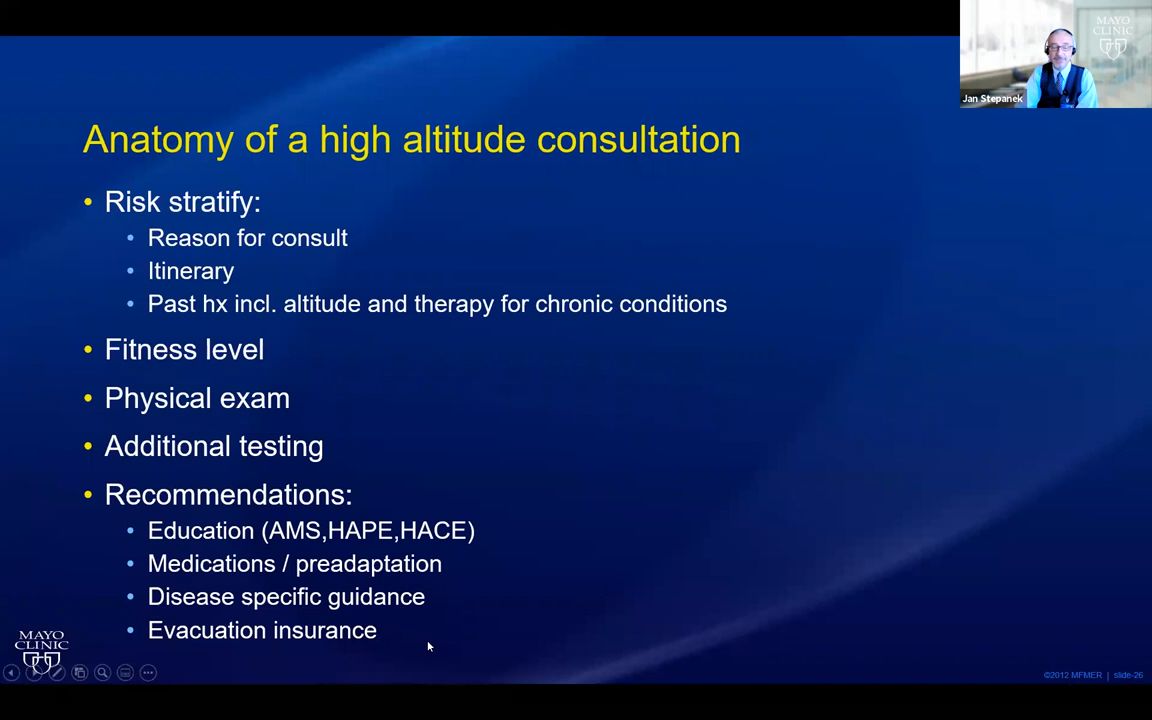 MAYO
CLINIC
Jan Stepanek
Anatomy of a high altitude consultation
• Risk stratify:
• Reason for consult
• Itinerary
• Past hx incl. altitude and therapy for chronic conditions
• Fitness level
• Physical exam
• Additional testing
• Recommendations:
• Education (AMS,HAPE,HACE)
• Medications / preadaptation
• Disease specific guidance
• Evacuation insurance
MAYO
CLINIC
©2012 MFMER | slide-26